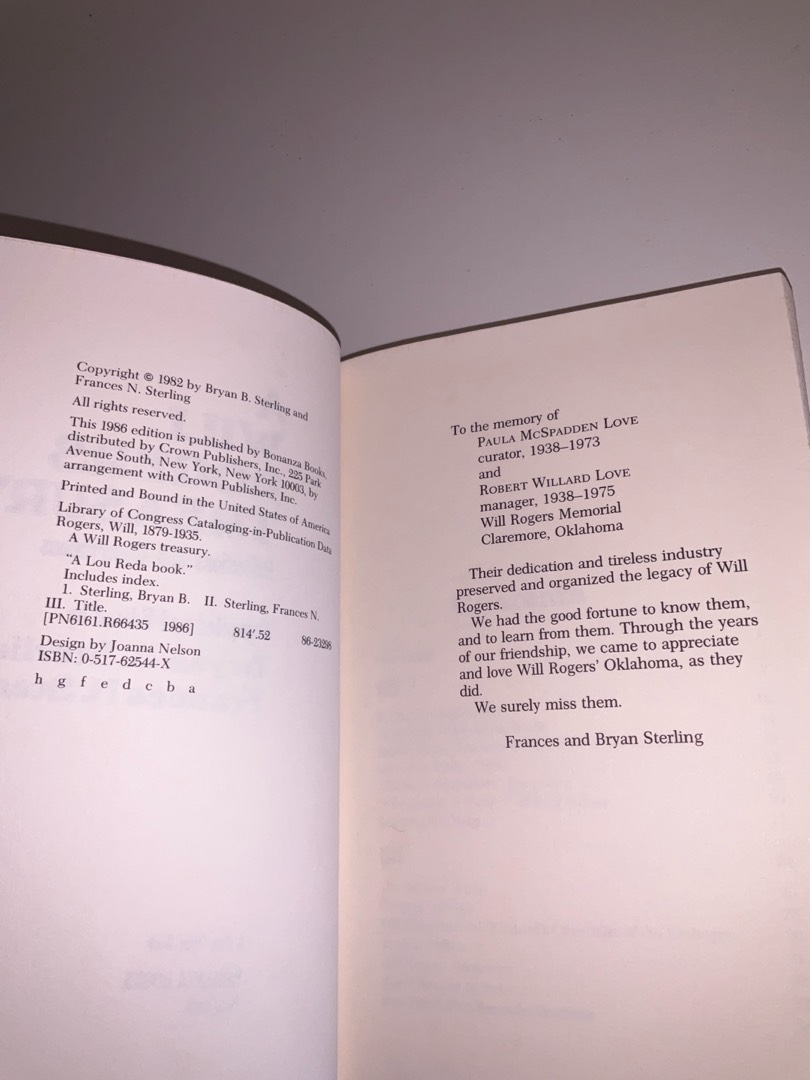 Copyright © 1982 by Bryan B. Sterling and
Frances N. Sterling
All rights reserved.
This 1986 edition is published by Bonanza Books,
distributed by Crown Publishers, Inc., 225 Park
Avenue South, New York, New York 10003, by
arrangement with Crown Publishers, Inc.
Printed and Bound in the United States of America
Library of Congress Cataloging-in-Publication Data
Rogers, Will, 1879-1935.
A Will Rogers treasury.
"A Lou Reda book."
Includes index.
1. Sterling, Bryan B. II. Sterling, Frances N.
III. Title.
[PN6161.R66435 1986] 814'.52 86-23298
Design by Joanna Nelson
ISBN: 0-517-62544-X
h g f e d c b a
To the memory of
PAULA MCSPADDEN LOVE
curator, 1938–1973
and
ROBERT WILLARD LOVE
manager, 1938–1975
Will Rogers Memorial
Claremore, Oklahoma
Their dedication and tireless industry
preserved and organized the legacy of Will
Rogers.
We had the good fortune to know them,
and to learn from them. Through the years
of our friendship, we came to appreciate
and love Will Rogers' Oklahoma, as they
did.
We surely miss them.
Frances and Bryan Sterling